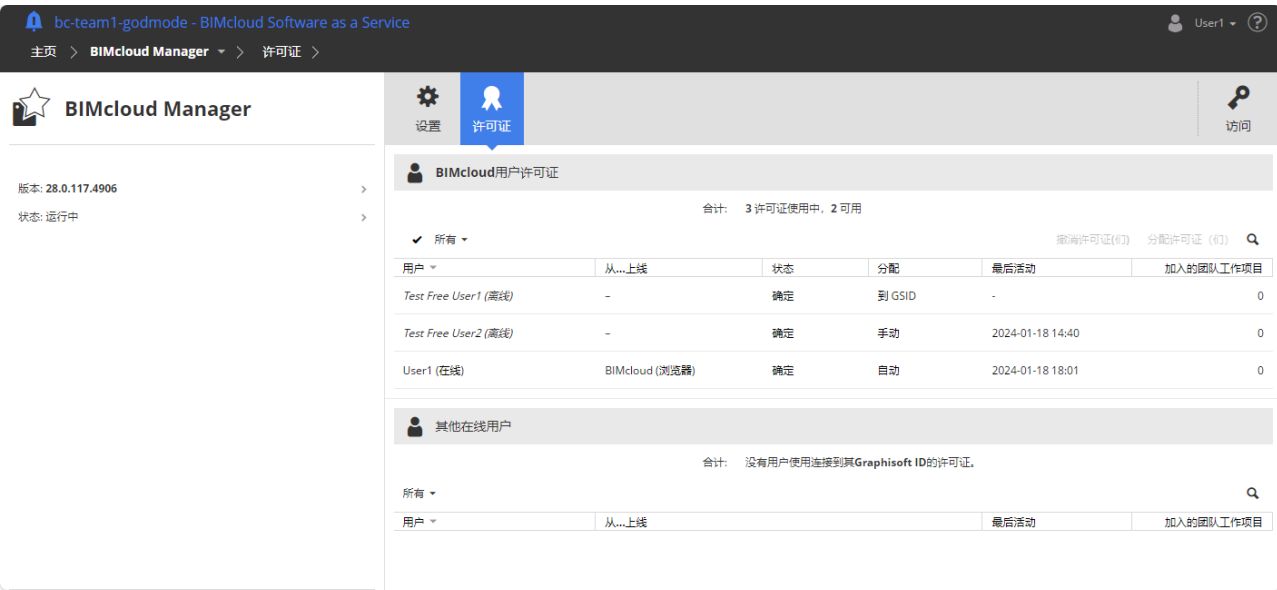 bc-team1-godmode - BIMcloud Software as a Service
User1
主页 BIMcloud Manager 许可证
BIMcloud Manager
设置
许可证
访问
版本: 28.0.117.4906
状态: 运行中
BIMcloud用户许可证
合计: 3 许可证使用中, 2 可用
所有 撤消许可证(们) 分配许可证 (们)
用户 从...上线 状态 分配 最后活动 加入的团队工作项目
Test Free User1 (离线) – 确定 到 GSID - 0
Test Free User2 (离线) – 确定 手动 2024-01-18 14:40 0
User1 (在线) BIMcloud (浏览器) 确定 自动 2024-01-18 18:01 0
其他在线用户
合计: 没有用户使用连接到其Graphisoft ID的许可证。
所有
用户 从...上线 最后活动 加入的团队工作项目